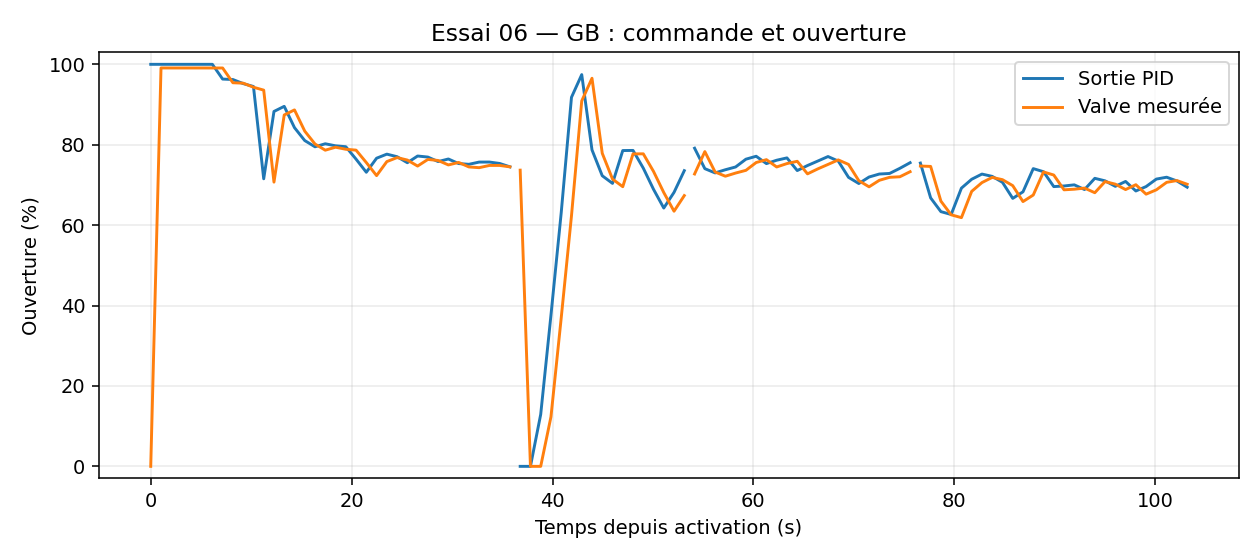 Essai 06 — GB : commande et ouverture
Sortie PID
Valve mesurée
Ouverture (%)
100
80
60
40
20
0
0 20 40 60 80 100
Temps depuis activation (s)